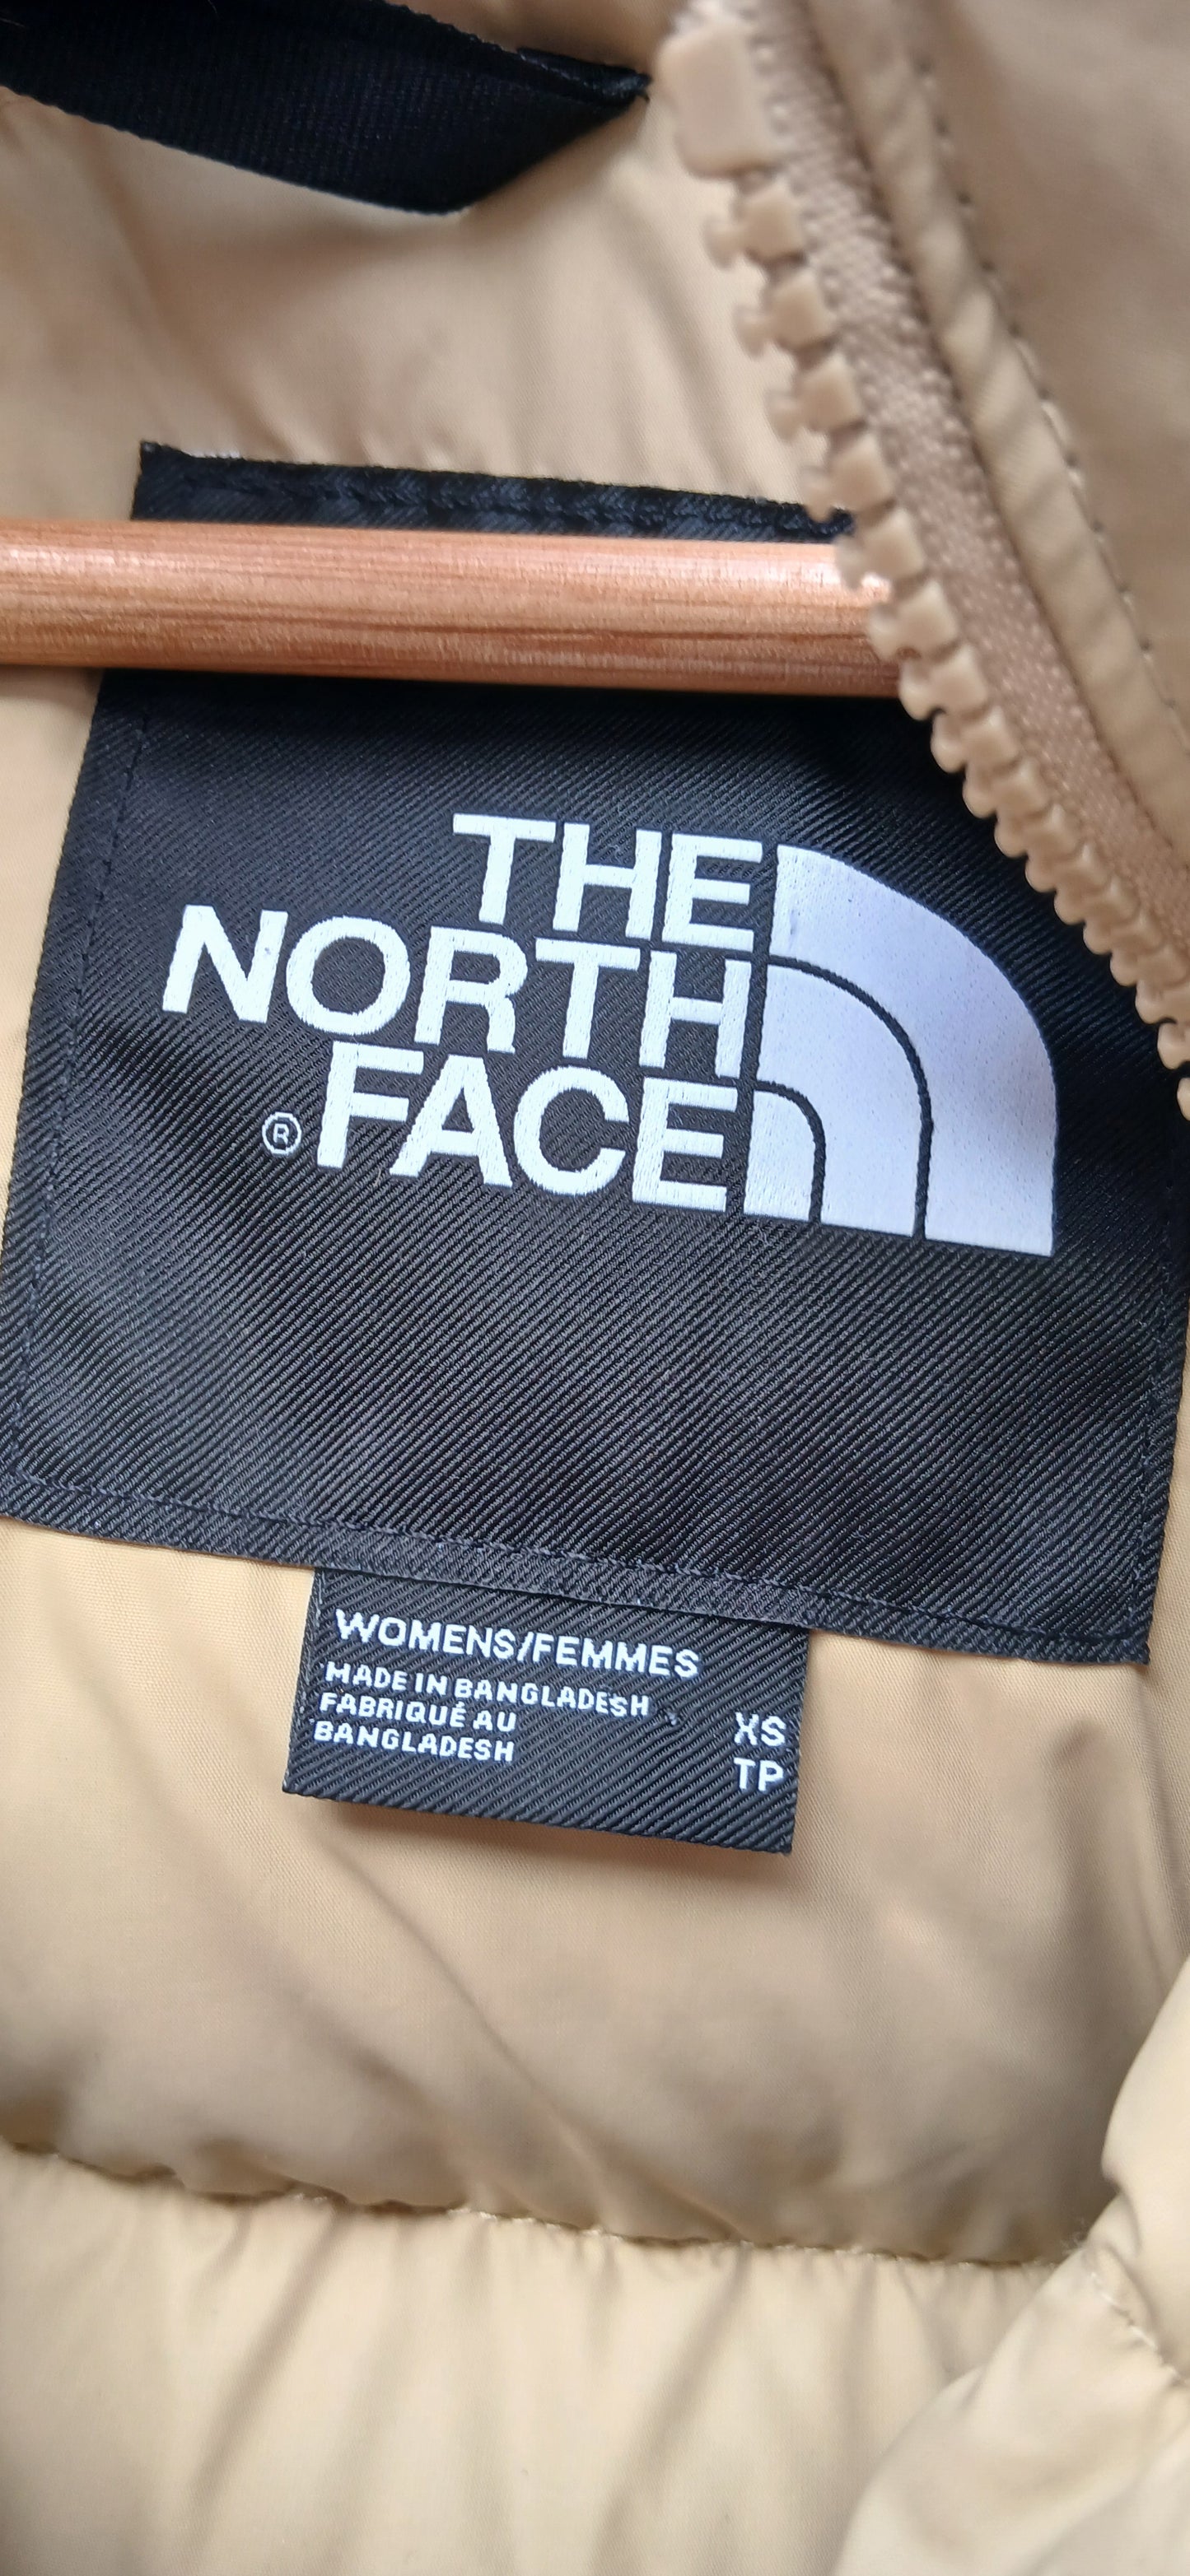 THE
NORTH
FACE
®
WOMENS/FEMMES
MADE IN BANGLADESH
FABRIQUÉ AU
BANGLADESH
XS
TP